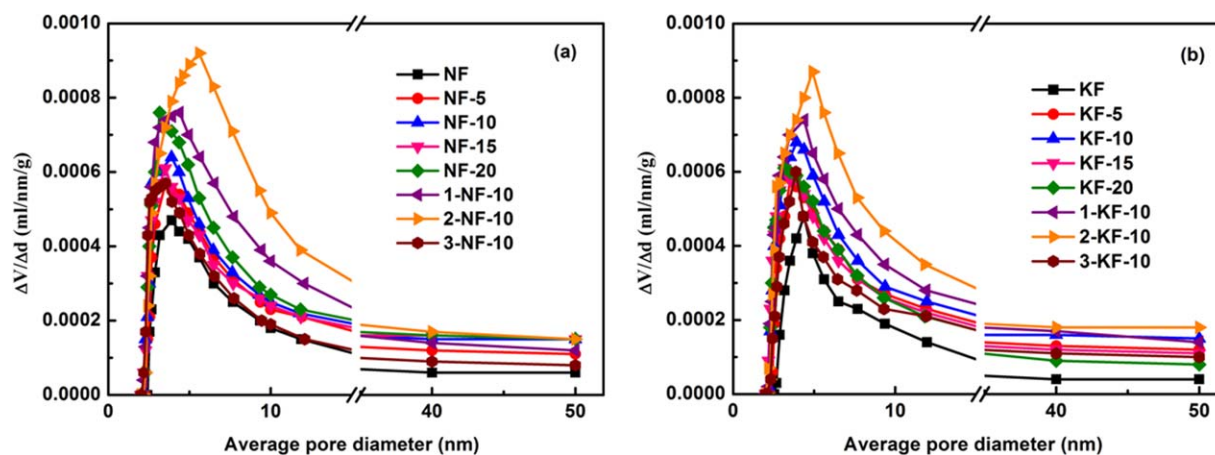 (a)
0.0010
0.0008
0.0006
0.0004
0.0002
0.0000
ΔV/Δd (ml/nm/g)
NF
NF-5
NF-10
NF-15
NF-20
1-NF-10
2-NF-10
3-NF-10
0 10 40 50
Average pore diameter (nm)
(b)
0.0010
0.0008
0.0006
0.0004
0.0002
0.0000
ΔV/Δd (ml/nm/g)
KF
KF-5
KF-10
KF-15
KF-20
1-KF-10
2-KF-10
3-KF-10
0 10 40 50
Average pore diameter (nm)